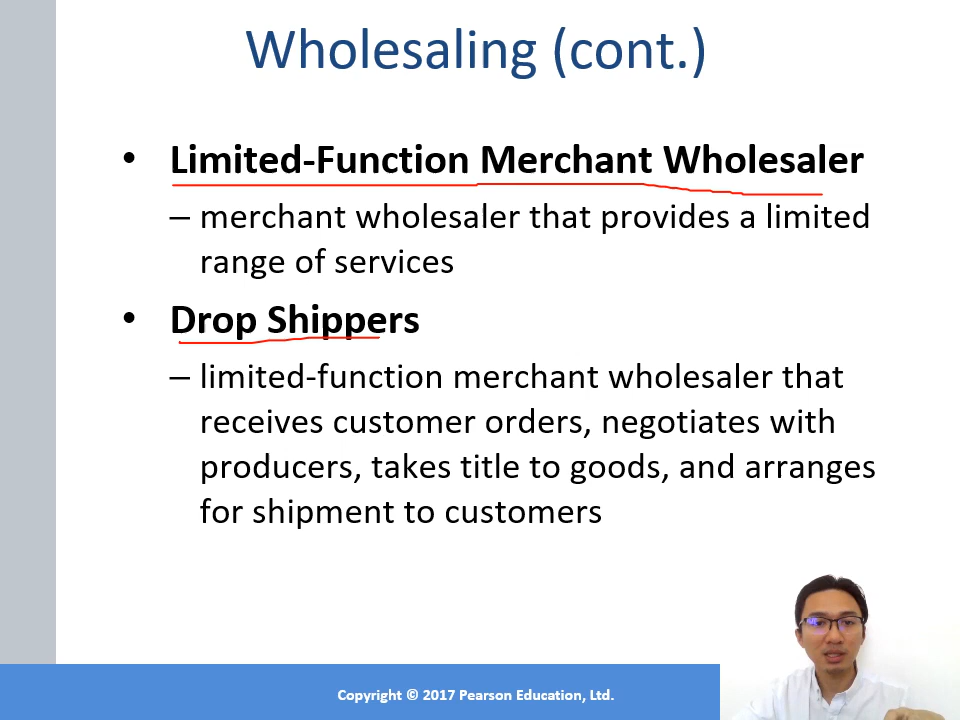 Wholesaling (cont.)
• Limited-Function Merchant Wholesaler
– merchant wholesaler that provides a limited
range of services
• Drop Shippers
– limited-function merchant wholesaler that
receives customer orders, negotiates with
producers, takes title to goods, and arranges
for shipment to customers
Copyright © 2017 Pearson Education, Ltd.